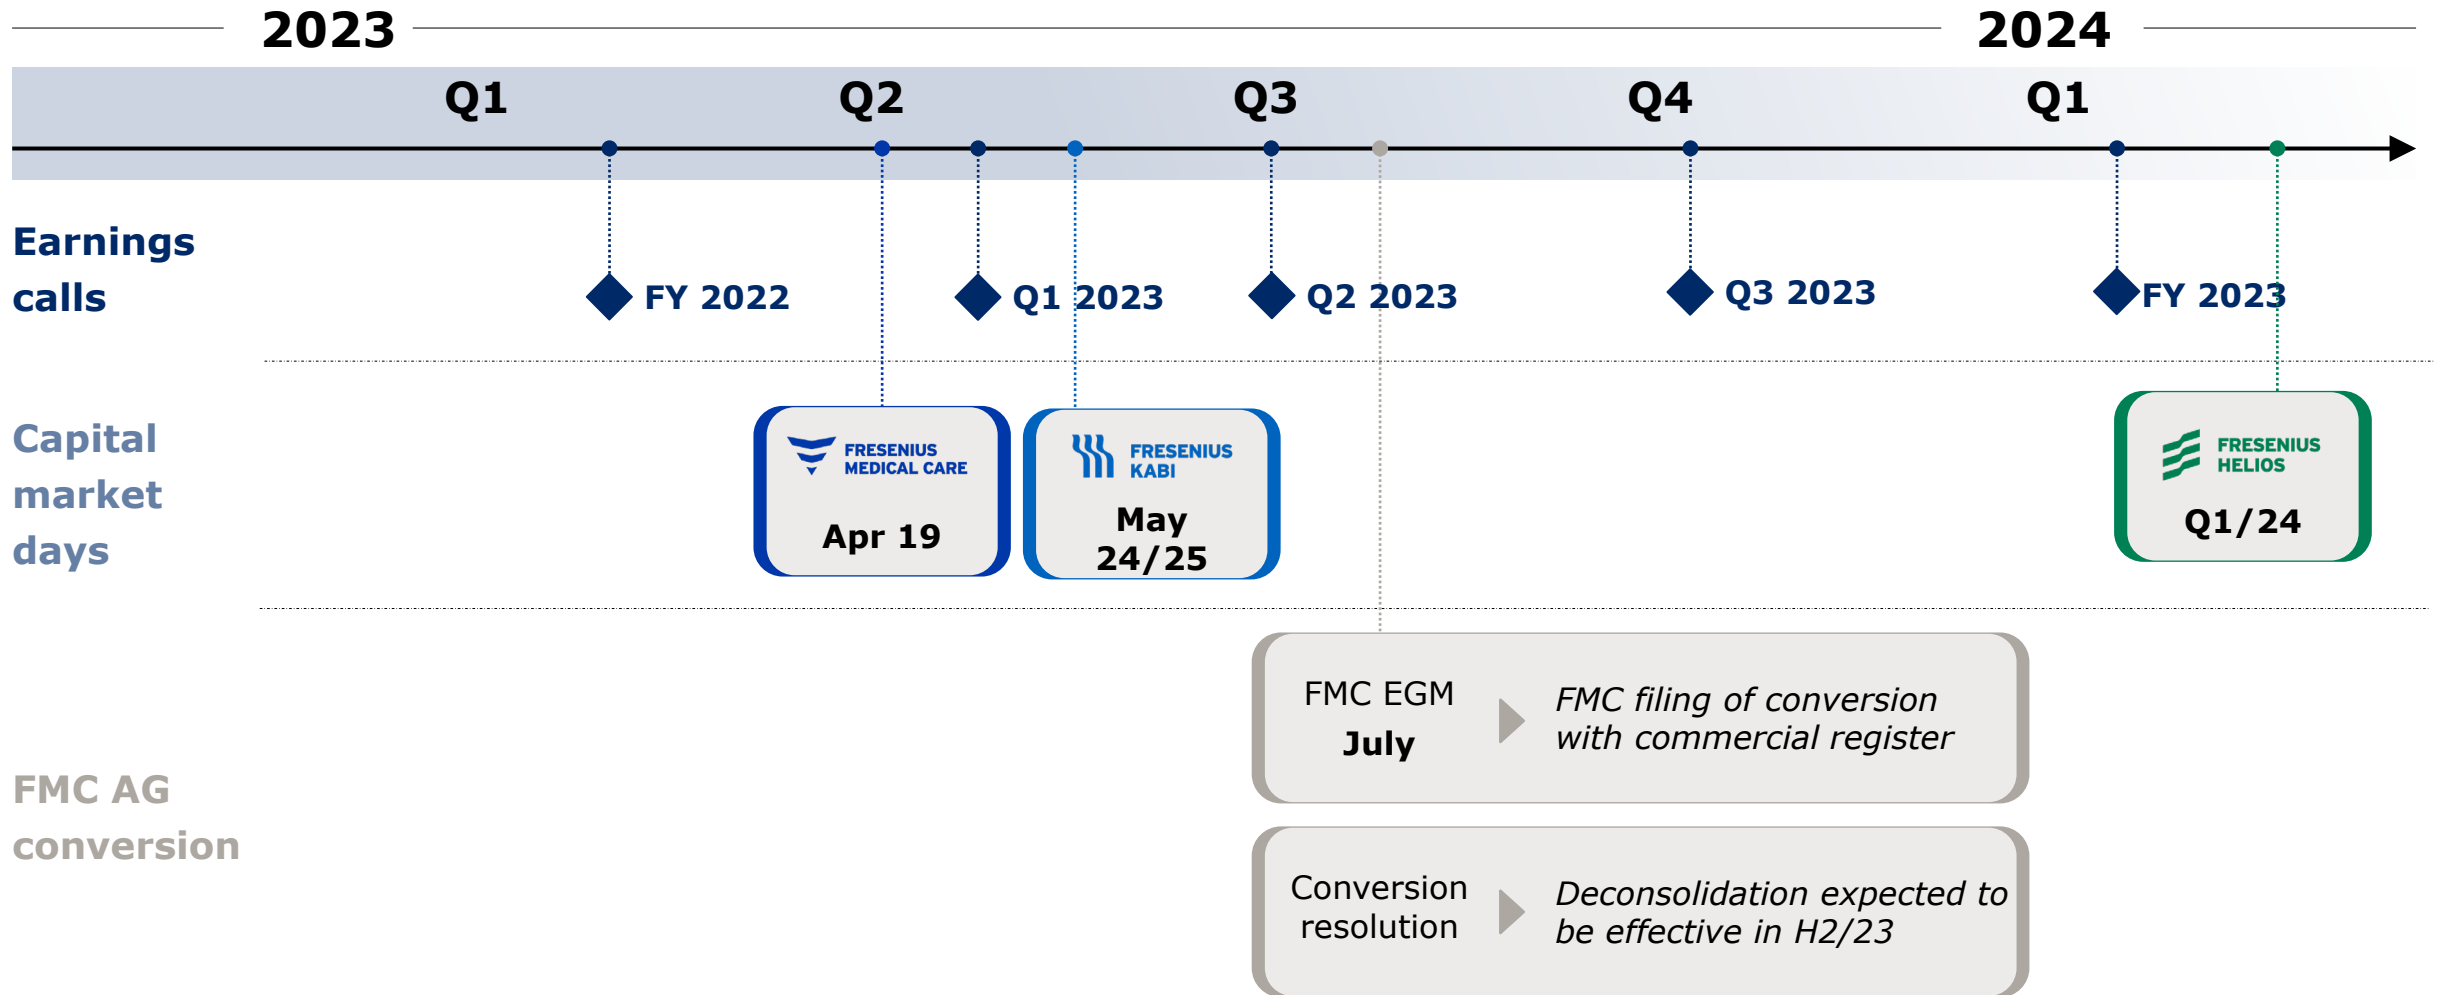 2023
2024
Q1
Q2
Q3
Q4
Q1
Earnings
calls
FY 2022
Q1 2023
Q2 2023
Q3 2023
FY 2023
Capital
market
days
FRESENIUS
MEDICAL CARE
Apr 19
FRESENIUS
KABI
May
24/25
FRESENIUS
HELIOS
Q1/24
FMC AG
conversion
FMC EGM
July
FMC filing of conversion
with commercial register
Conversion
resolution
Deconsolidation expected to
be effective in H2/23